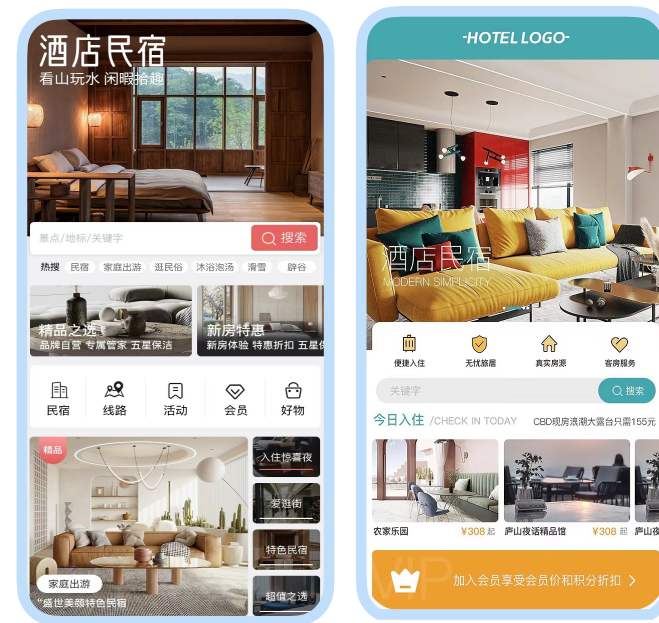 酒店民宿
看山玩水 闲暇拾趣
景点/地标/关键字
搜索
热搜 民宿 家庭出游 逛民俗 沐浴泡汤 滑雪 辟谷
精品之选
品牌自营 专属管家 五星保洁
新房特惠
新房体验 特惠折扣 五星保
民宿 线路 活动 会员 好物
精品
入住惊喜夜
爱逛街
特色民宿
超值之选
家庭出游
“盛世美颜特色民宿
-HOTEL LOGO-
酒店民宿
MODERN SIMPLICITY
便捷入住 无忧旅居 真实房源 客房服务
关键字
搜索
今日入住 /CHECK IN TODAY CBD现房浪潮大露台只需155元
农家乐园 ¥308 起 庐山夜话精品馆 ¥308 起 庐山夜
VIP
加入会员享受会员价和积分折扣 >